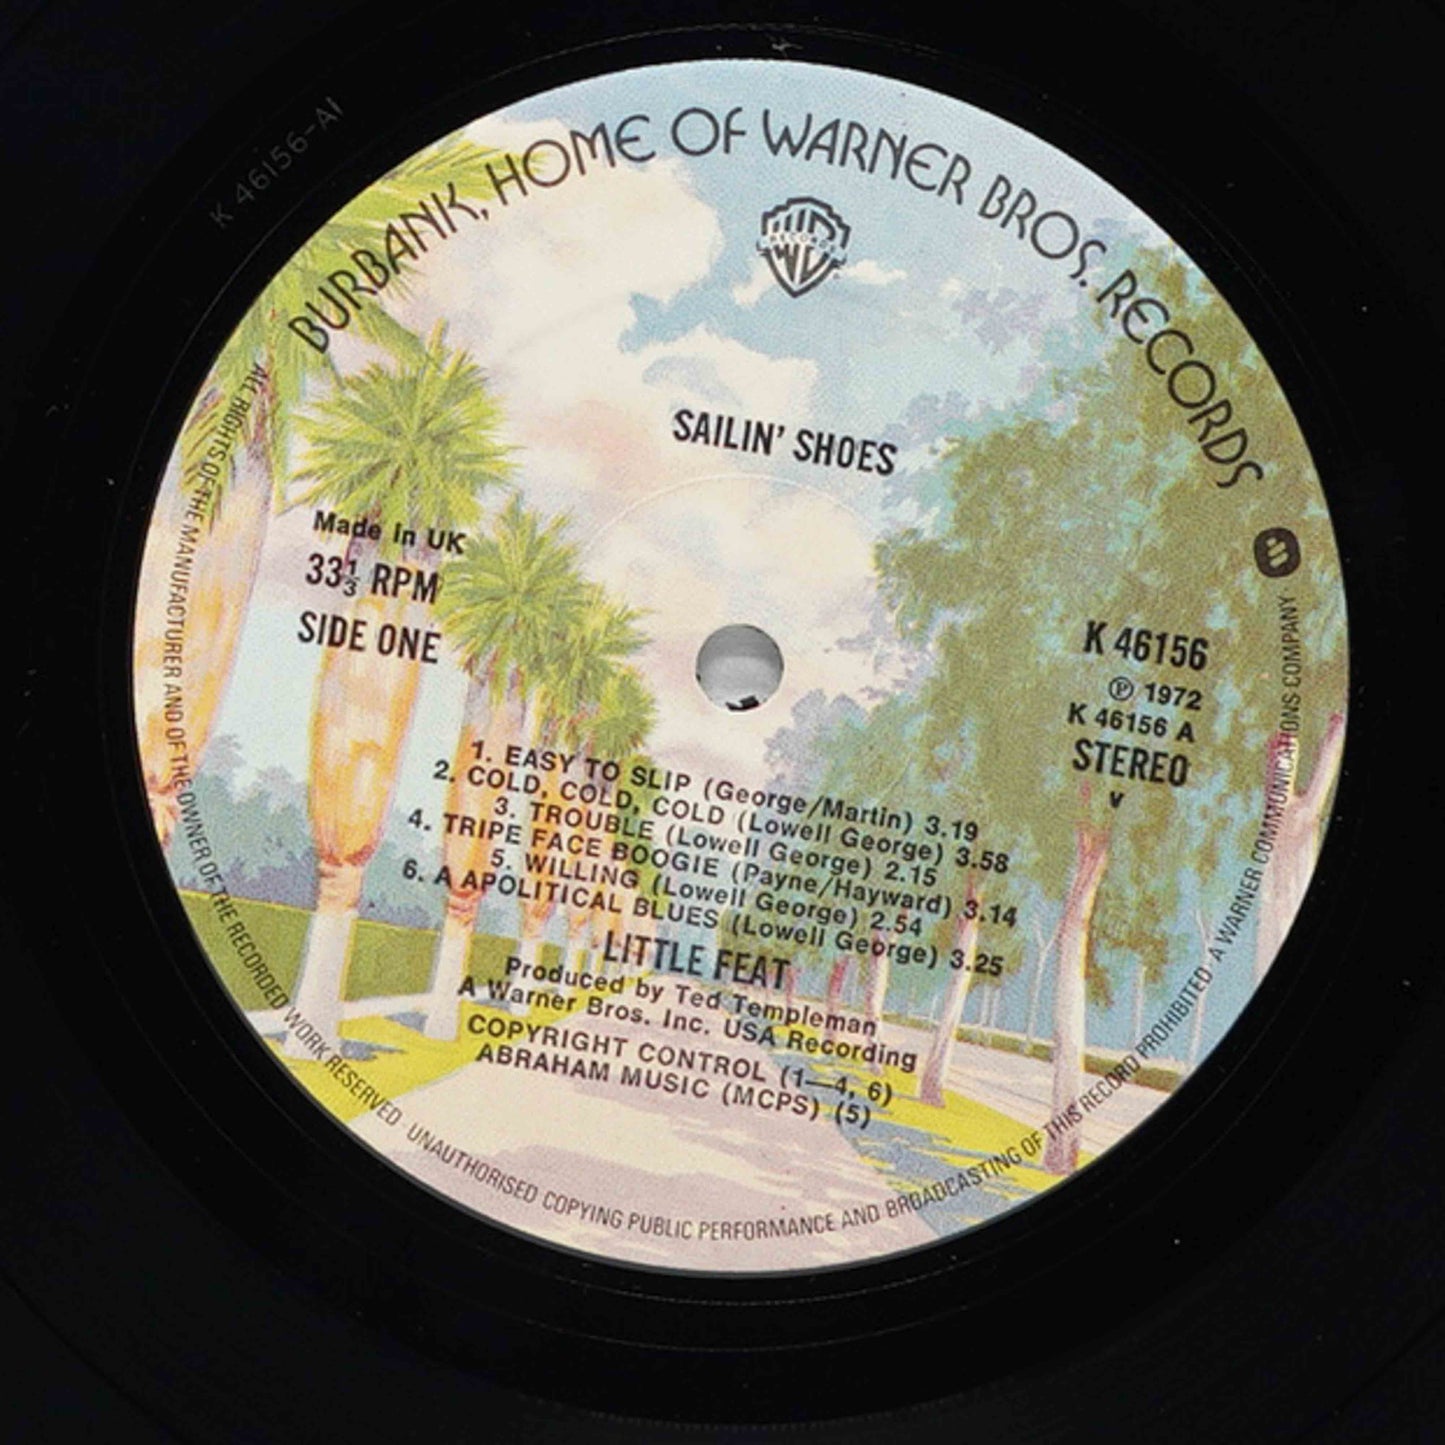 K 46156-A1
BURBANK, HOME OF WARNER BROS. RECORDS
SAILIN' SHOES
Made in UK
33⅓ RPM
SIDE ONE
K 46156
Ⓟ 1972
K 46156 A
STEREO
v
1. EASY TO SLIP (George/Martin) 3.19
2. COLD, COLD, COLD (Lowell George) 3.58
3. TROUBLE (Lowell George) 2.15
4. TRIPE FACE BOOGIE (Payne/Hayward) 3.14
5. WILLING (Lowell George) 2.54
6. A APOLITICAL BLUES (Lowell George) 3.25
LITTLE FEAT
Produced by Ted Templeman
A Warner Bros. Inc. USA Recording
COPYRIGHT CONTROL (1—4, 6)
ABRAHAM MUSIC (MCPS) (5)
ALL RIGHTS OF THE MANUFACTURER AND OF THE OWNER OF THE RECORDED WORK RESERVED · UNAUTHORISED COPYING PUBLIC PERFORMANCE AND BROADCASTING OF THIS RECORD PROHIBITED · A WARNER COMMUNICATIONS COMPANY